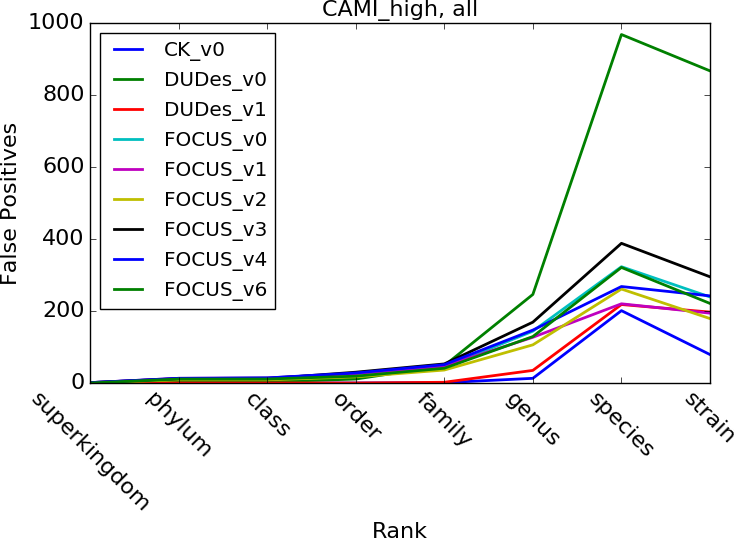 CAMI_high, all
1000
800
600
400
200
0
False Positives
CK_v0
DUDes_v0
DUDes_v1
FOCUS_v0
FOCUS_v1
FOCUS_v2
FOCUS_v3
FOCUS_v4
FOCUS_v6
superkingdom
phylum
class
order
family
genus
species
strain
Rank